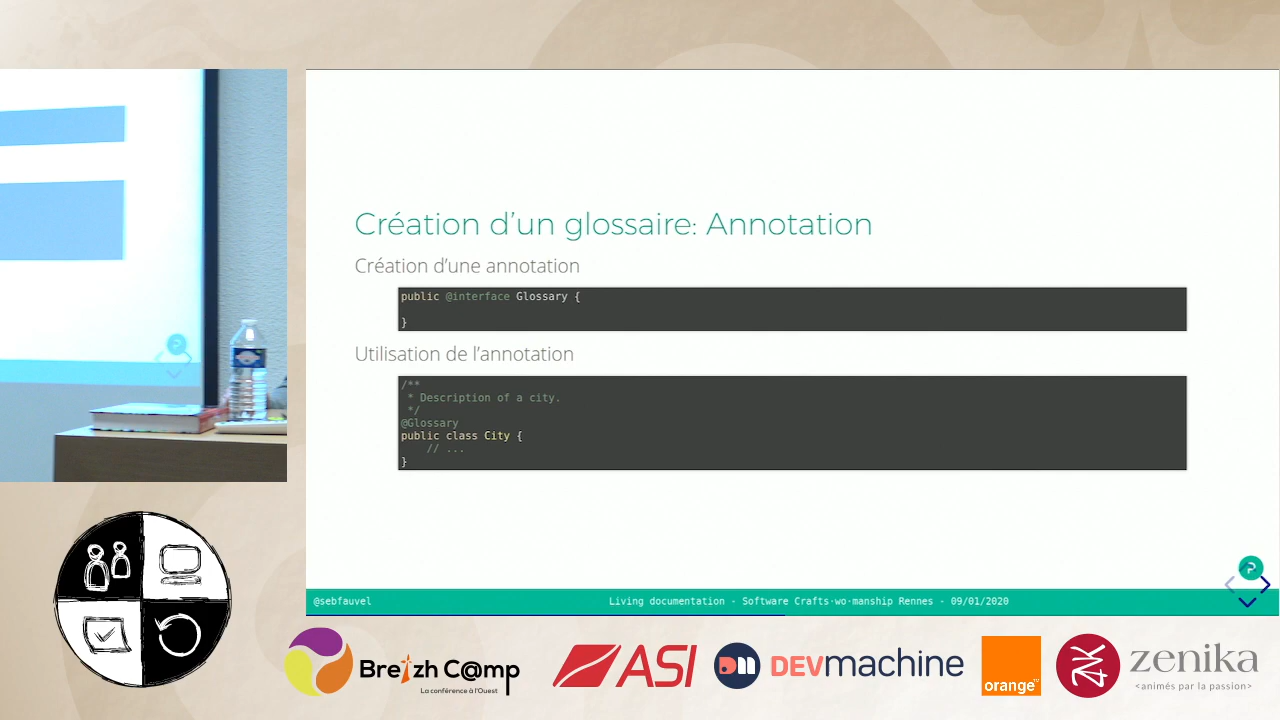 Création d'un glossaire: Annotation
Création d'une annotation
public @interface Glossary {
}
Utilisation de l'annotation
/**
 * Description of a city.
 */
@Glossary
public class City {
    // ...
}
@sebfauvel
Living documentation - Software Crafts·wo·manship Rennes - 09/01/2020
Breizh C@mp
La conférence à l'Ouest
ASI
DEVmachine
orange™
zenika
<animés par la passion>